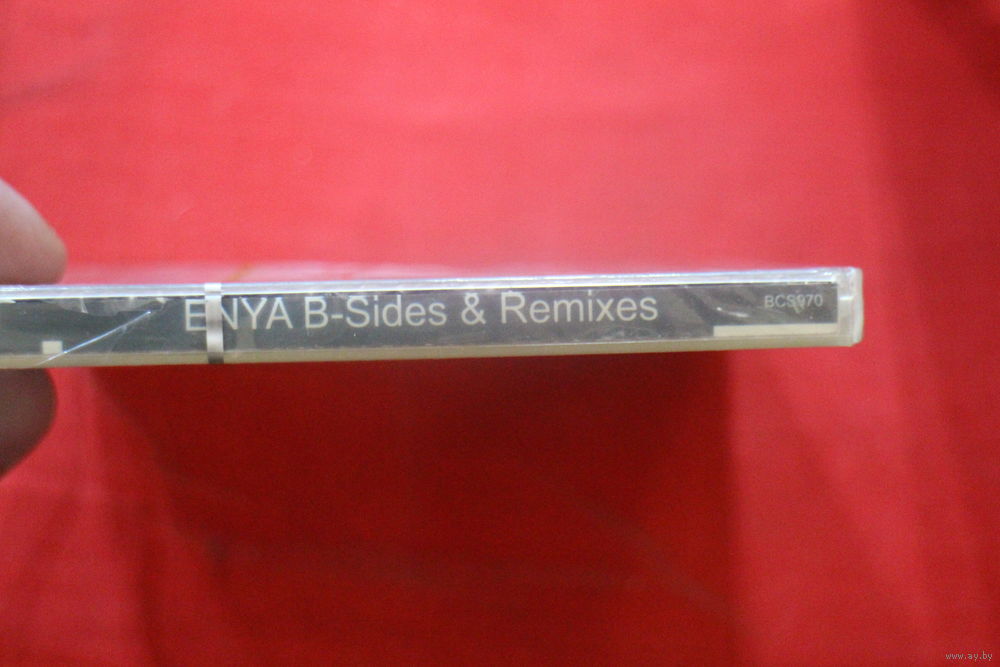 ENYA B-Sides & Remixes
BCS970
www.ay.by